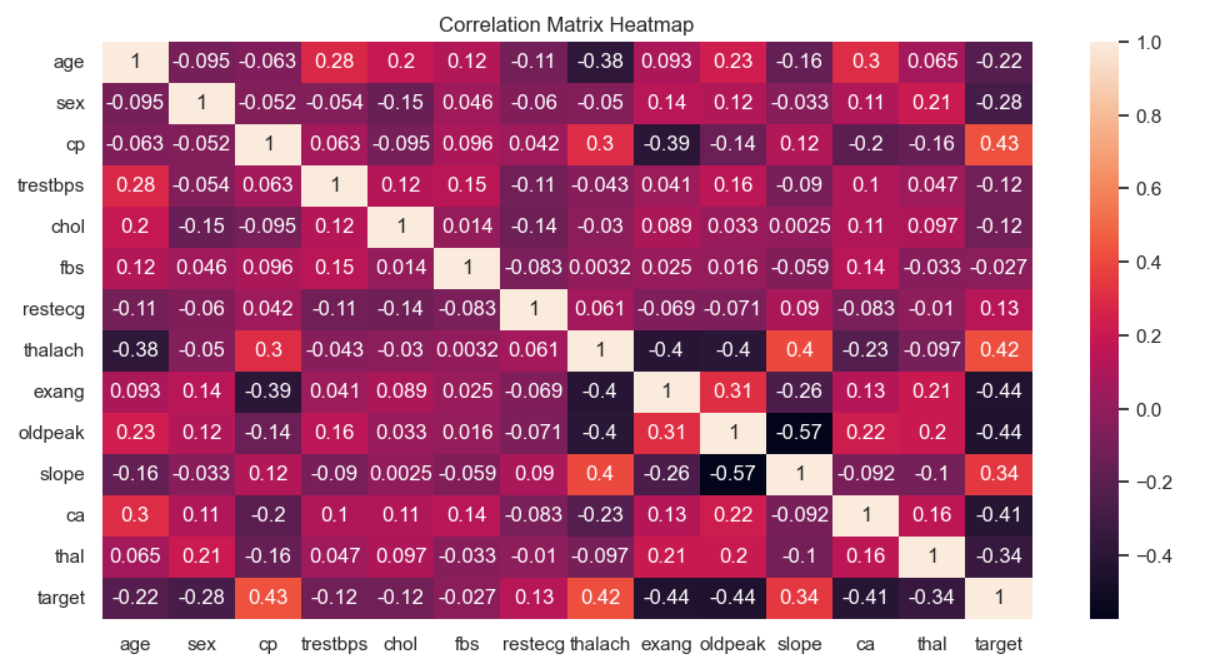 Correlation Matrix Heatmap
age 1 -0.095 -0.063 0.28 0.2 0.12 -0.11 -0.38 0.093 0.23 -0.16 0.3 0.065 -0.22
sex -0.095 1 -0.052 -0.054 -0.15 0.046 -0.06 -0.05 0.14 0.12 -0.033 0.11 0.21 -0.28
cp -0.063 -0.052 1 0.063 -0.095 0.096 0.042 0.3 -0.39 -0.14 0.12 -0.2 -0.16 0.43
trestbps 0.28 -0.054 0.063 1 0.12 0.15 -0.11 -0.043 0.041 0.16 -0.09 0.1 0.047 -0.12
chol 0.2 -0.15 -0.095 0.12 1 0.014 -0.14 -0.03 0.089 0.033 0.0025 0.11 0.097 -0.12
fbs 0.12 0.046 0.096 0.15 0.014 1 -0.083 0.0032 0.025 0.016 -0.059 0.14 -0.033 -0.027
restecg -0.11 -0.06 0.042 -0.11 -0.14 -0.083 1 0.061 -0.069 -0.071 0.09 -0.083 -0.01 0.13
thalach -0.38 -0.05 0.3 -0.043 -0.03 0.0032 0.061 1 -0.4 -0.4 0.4 -0.23 -0.097 0.42
exang 0.093 0.14 -0.39 0.041 0.089 0.025 -0.069 -0.4 1 0.31 -0.26 0.13 0.21 -0.44
oldpeak 0.23 0.12 -0.14 0.16 0.033 0.016 -0.071 -0.4 0.31 1 -0.57 0.22 0.2 -0.44
slope -0.16 -0.033 0.12 -0.09 0.0025 -0.059 0.09 0.4 -0.26 -0.57 1 -0.092 -0.1 0.34
ca 0.3 0.11 -0.2 0.1 0.11 0.14 -0.083 -0.23 0.13 0.22 -0.092 1 0.16 -0.41
thal 0.065 0.21 -0.16 0.047 0.097 -0.033 -0.01 -0.097 0.21 0.2 -0.1 0.16 1 -0.34
target -0.22 -0.28 0.43 -0.12 -0.12 -0.027 0.13 0.42 -0.44 -0.44 0.34 -0.41 -0.34 1
age sex cp trestbps chol fbs restecg thalach exang oldpeak slope ca thal target
1.0
0.8
0.6
0.4
0.2
0.0
−0.2
−0.4